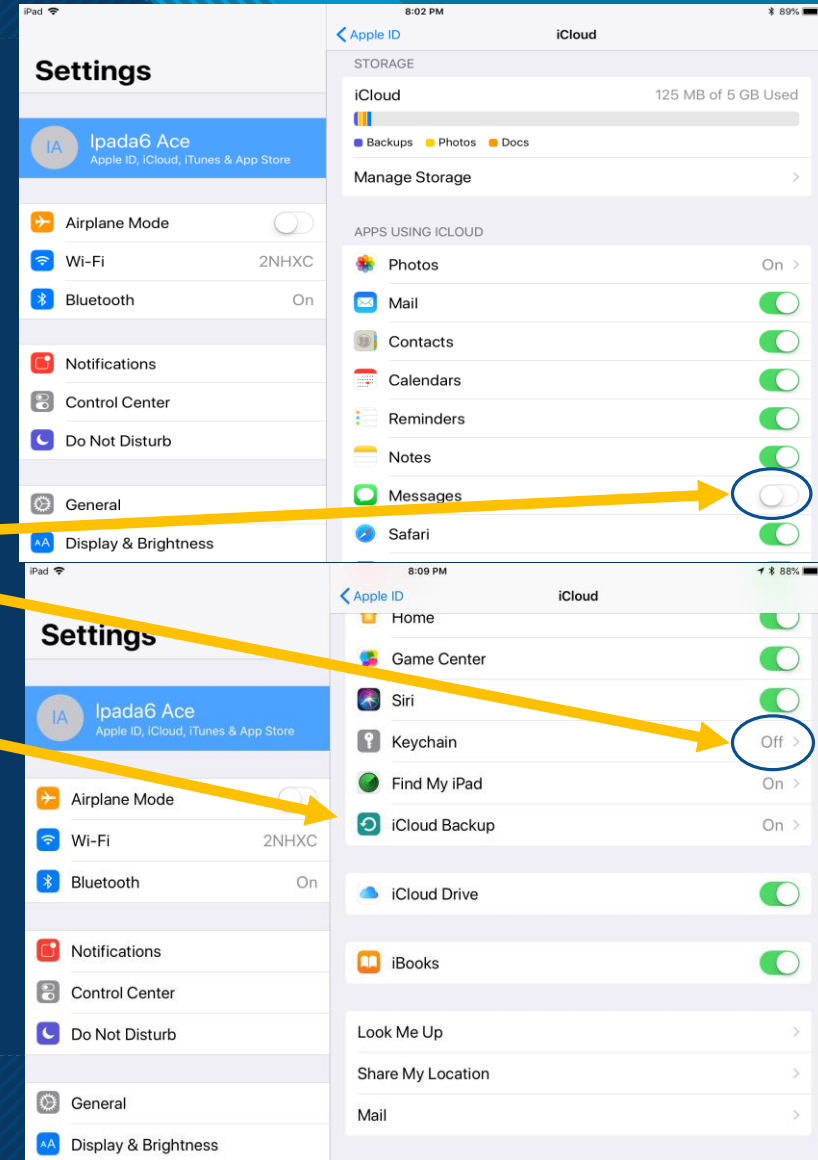 iPad
8:02 PM
89%
Settings
IA
Ipada6 Ace
Apple ID, iCloud, iTunes & App Store
Airplane Mode
Wi-Fi 2NHXC
Bluetooth On
Notifications
Control Center
Do Not Disturb
General
AA Display & Brightness
Apple ID iCloud
STORAGE
iCloud 125 MB of 5 GB Used
Backups Photos Docs
Manage Storage
APPS USING ICLOUD
Photos On
Mail
Contacts
Calendars
Reminders
Notes
Messages
Safari
iPad
8:09 PM
88%
Settings
IA
Ipada6 Ace
Apple ID, iCloud, iTunes & App Store
Airplane Mode
Wi-Fi 2NHXC
Bluetooth On
Notifications
Control Center
Do Not Disturb
General
AA Display & Brightness
Apple ID iCloud
Home
Game Center
Siri
Keychain Off
Find My iPad On
iCloud Backup On
iCloud Drive
iBooks
Look Me Up
Share My Location
Mail